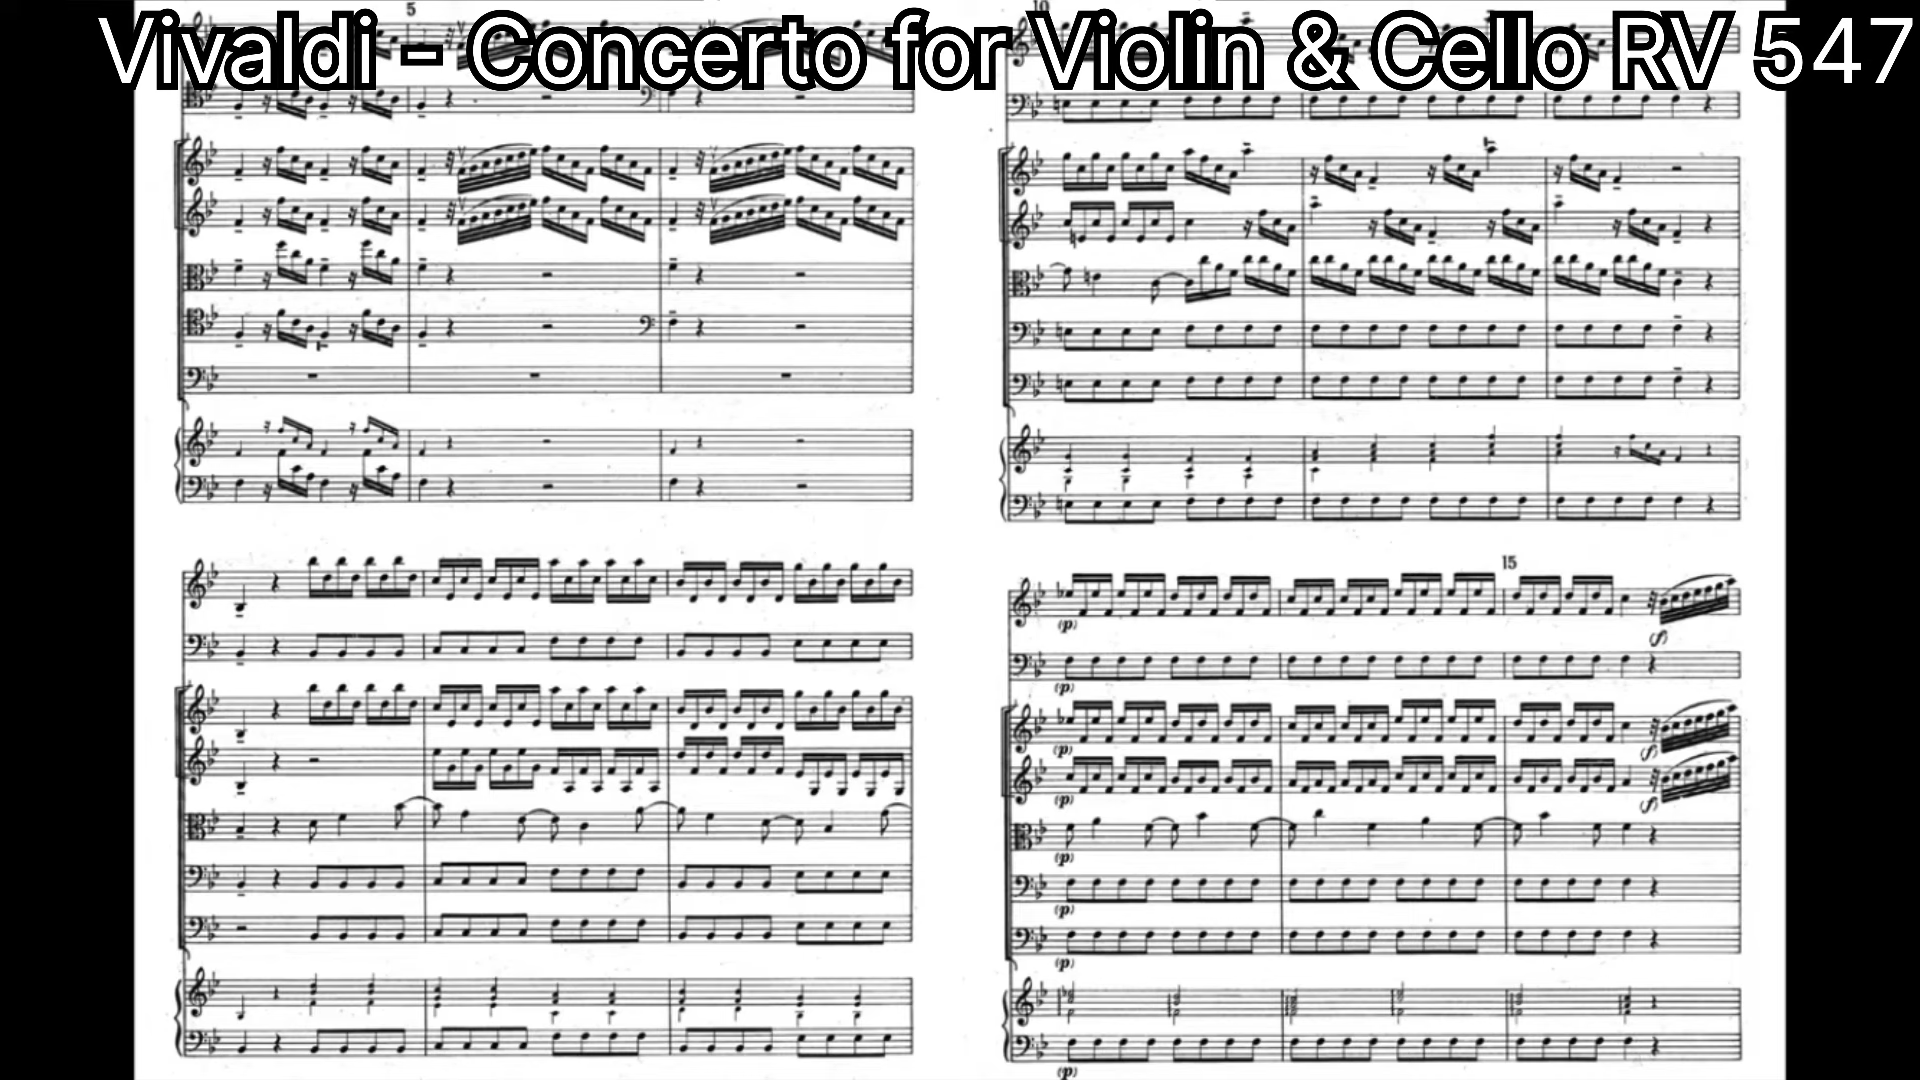 Vivaldi - Concerto for Violin & Cello RV 547
5
10
15
(p)
(f)
(p)
(p)
(f)
(p)
(f)
(p)
(p)
(p)
(p)